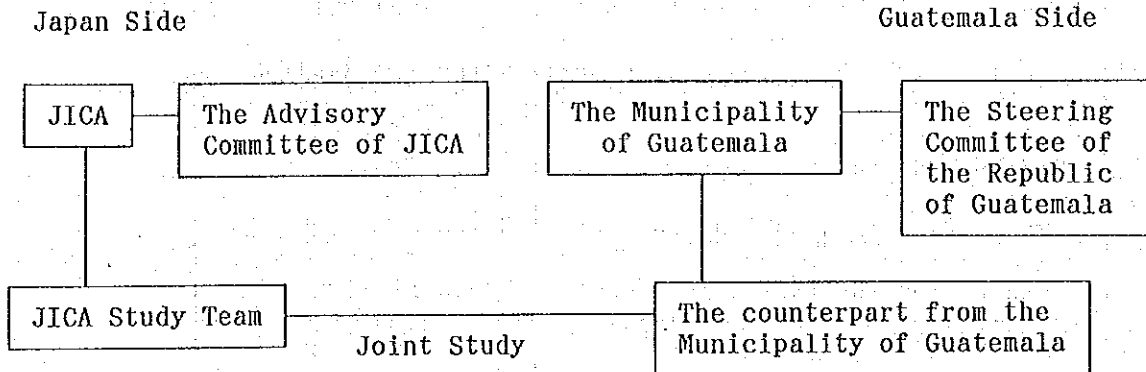 Japan Side
Guatemala Side
JICA
The Advisory
Committee of JICA
The Municipality
of Guatemala
The Steering
Committee of
the Republic
of Guatemala
JICA Study Team
Joint Study
The counterpart from the
Municipality of Guatemala